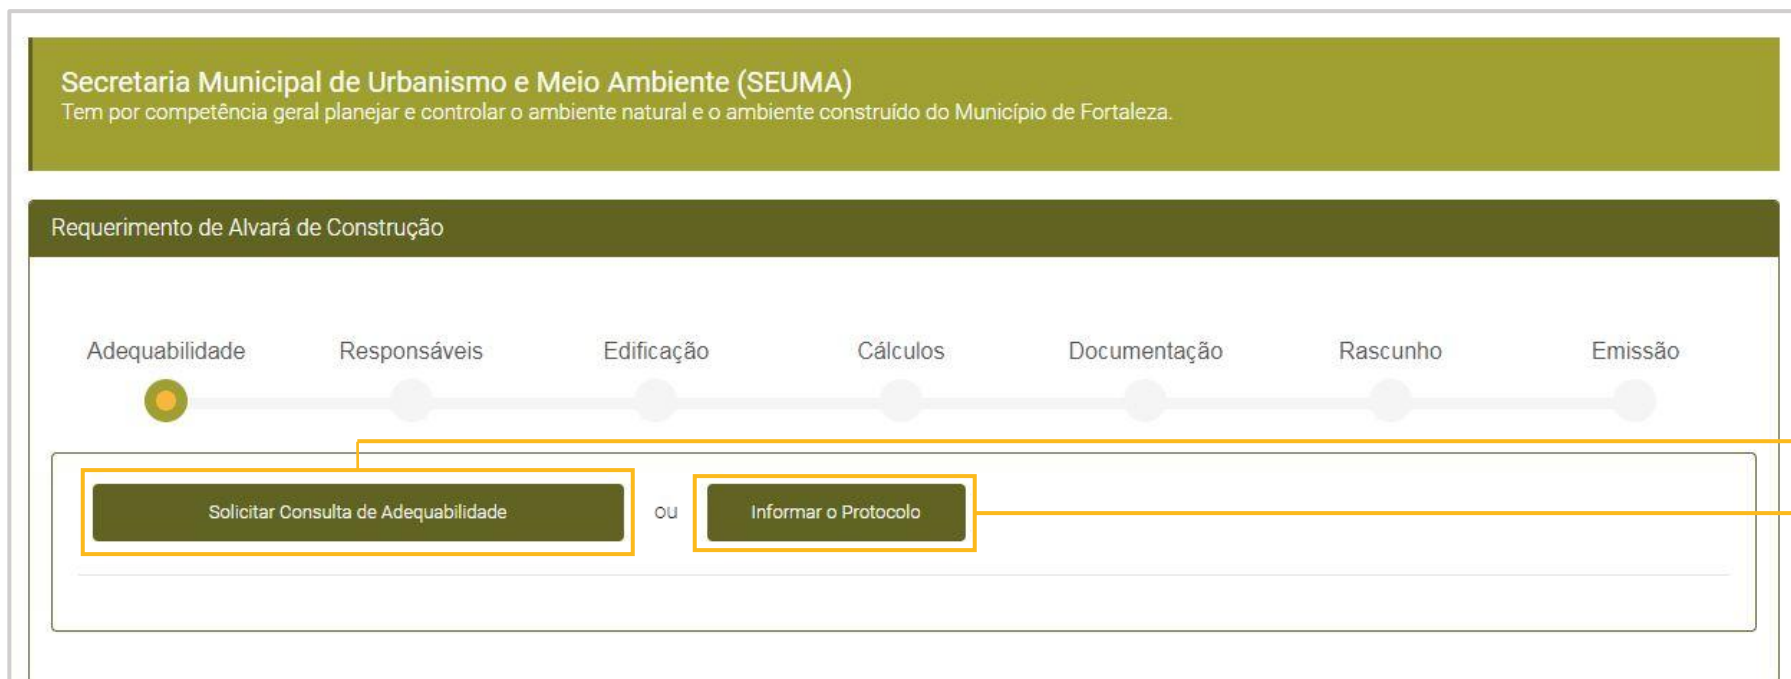 Secretaria Municipal de Urbanismo e Meio Ambiente (SEUMA)
Tem por competência geral planejar e controlar o ambiente natural e o ambiente construído do Município de Fortaleza.
Requerimento de Alvará de Construção
Adequabilidade Responsáveis Edificação Cálculos Documentação Rascunho Emissão
Solicitar Consulta de Adequabilidade ou Informar o Protocolo